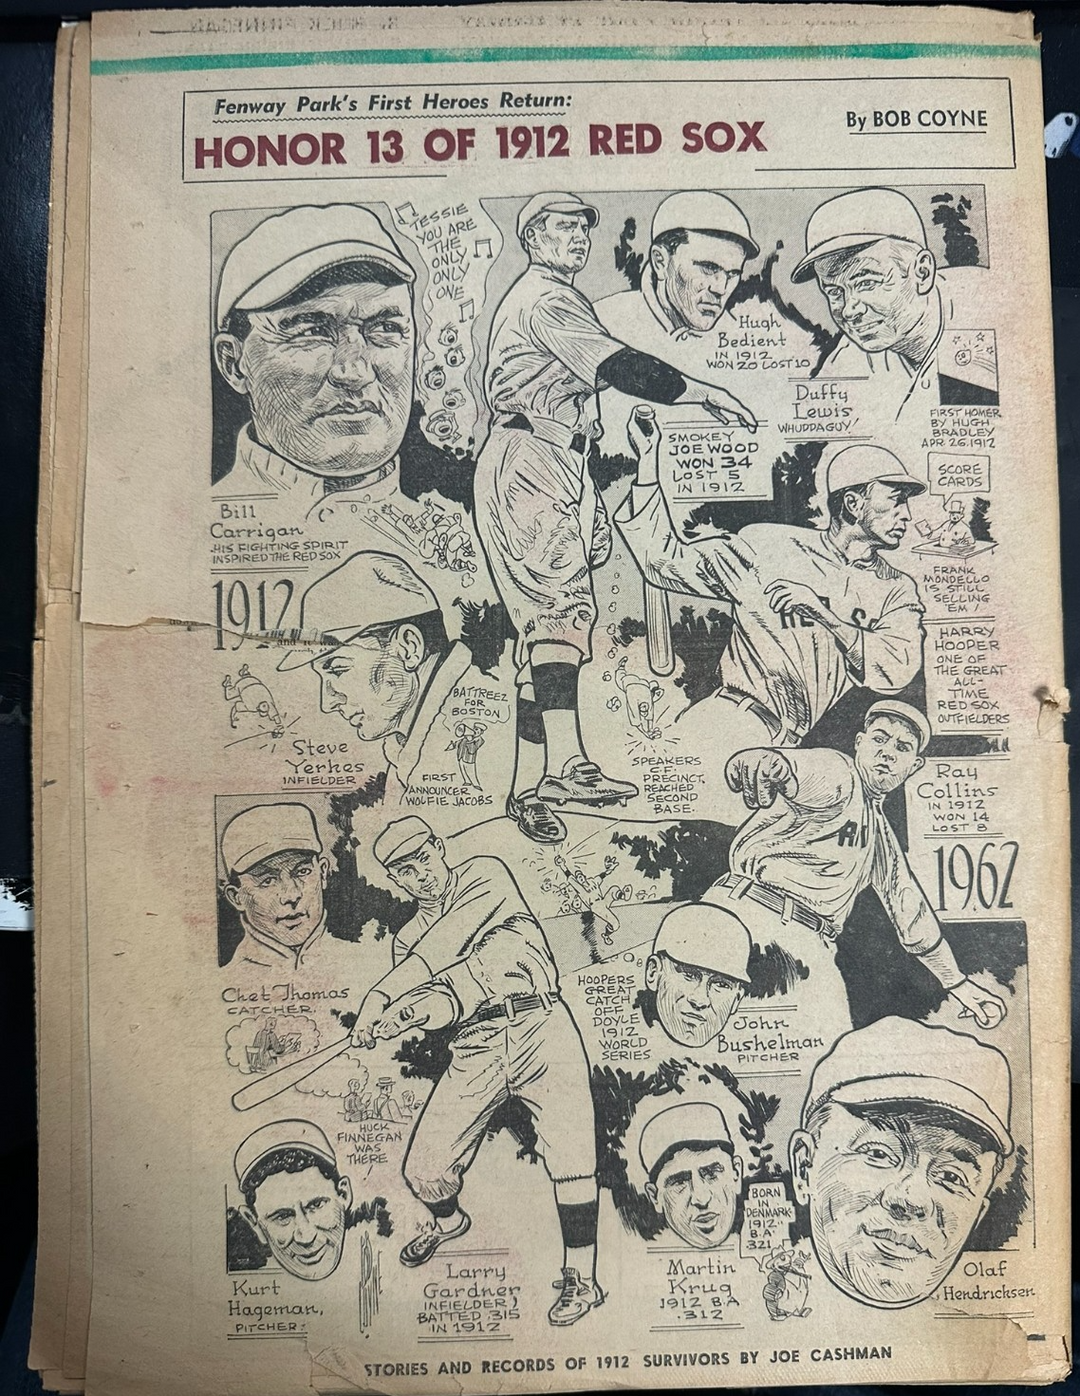 Fenway Park's First Heroes Return:
HONOR 13 OF 1912 RED SOX
By BOB COYNE
TESSIE
YOU ARE
THE
ONLY
ONLY
ONE
Hugh
Bedient
IN 1912
WON 20 LOST 10
Duffy
Lewis
WHUDDAGUY!
FIRST HOMER
BY HUGH
BRADLEY
APR 26, 1912
SMOKEY
JOE WOOD
WON 34
LOST 5
IN 1912
SCORE
CARDS
FRANK
MONDELLO
IS STILL
SELLING
'EM!
Bill
Carrigan
HIS FIGHTING SPIRIT
INSPIRED THE RED SOX
1912
HARRY
HOOPER
ONE OF
THE GREAT
ALL-
TIME
RED SOX
OUTFIELDERS
RE
SO
Steve
Yerkes
INFIELDER
BATTREEZ
FOR
BOSTON
FIRST
ANNOUNCER
WOLFIE JACOBS
SPEAKERS
C.F.
PRECINCT,
REACHED
SECOND
BASE.
Ray
Collins
IN 1912
WON 14
LOST 8
1962
Chet Thomas
CATCHER.
HOOPERS
GREAT
CATCH
OFF
DOYLE
1912
WORLD
SERIES
John
Bushelman
PITCHER
HUCK
FINNEGAN
WAS
THERE
Kurt
Hageman,
PITCHER:
Larry
Gardner
INFIELDER)
BATTED .315
IN 1912
Martin
Krug
1912 B.A
.312
BORN
IN
DENMARK
1912
B.A
.321
Olaf
Hendricksen
STORIES AND RECORDS OF 1912 SURVIVORS BY JOE CASHMAN